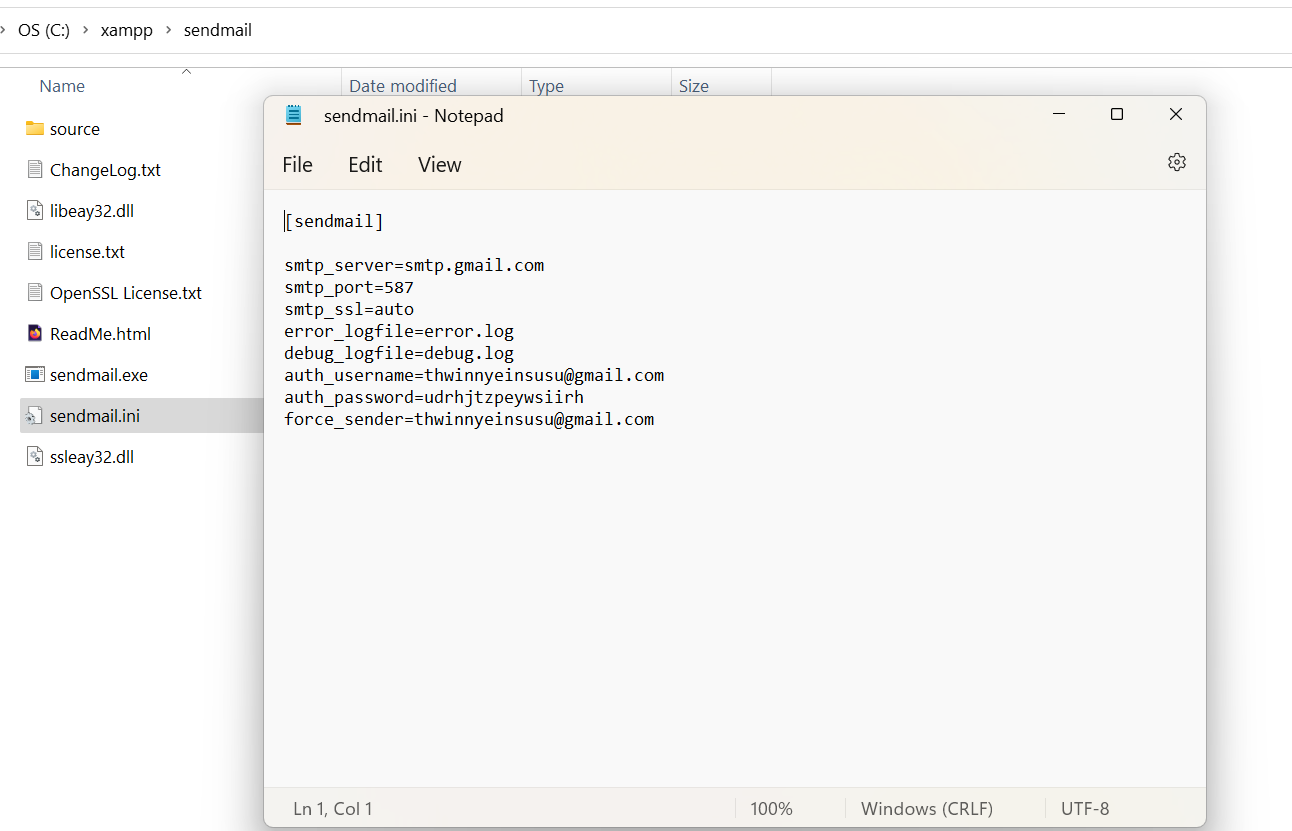 OS (C:) > xampp > sendmail
Name Date modified Type Size
source
ChangeLog.txt
libeay32.dll
license.txt
OpenSSL License.txt
ReadMe.html
sendmail.exe
sendmail.ini
ssleay32.dll
sendmail.ini - Notepad
File Edit View
[sendmail]
smtp_server=smtp.gmail.com
smtp_port=587
smtp_ssl=auto
error_logfile=error.log
debug_logfile=debug.log
auth_username=thwinnyeinsusu@gmail.com
auth_password=udrhjtzpeywsiirh
force_sender=thwinnyeinsusu@gmail.com
Ln 1, Col 1 100% Windows (CRLF) UTF-8